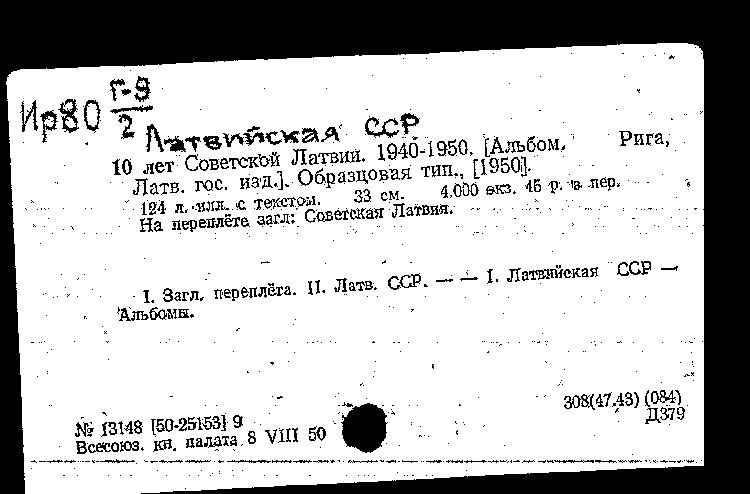 Ир80 Г-9
2
Латвийская ССР
10 лет Советской Латвии. 1940-1950. [Альбом. Рига,
Латв. гос. изд.]. Образцовая тип., [1950].
124 л. илл. с текстом. 33 см. 4.000 экз. 45 р. в пер.
На переплёте загл: Советская Латвия.
I. Загл. переплёта. II. Латв. ССР. — — I. Латвийская ССР —
Альбомы.
308(47.43) (084)
Д379
№ 13148 [50-25153] 9
Всесоюз. кн. палата 8 VIII 50